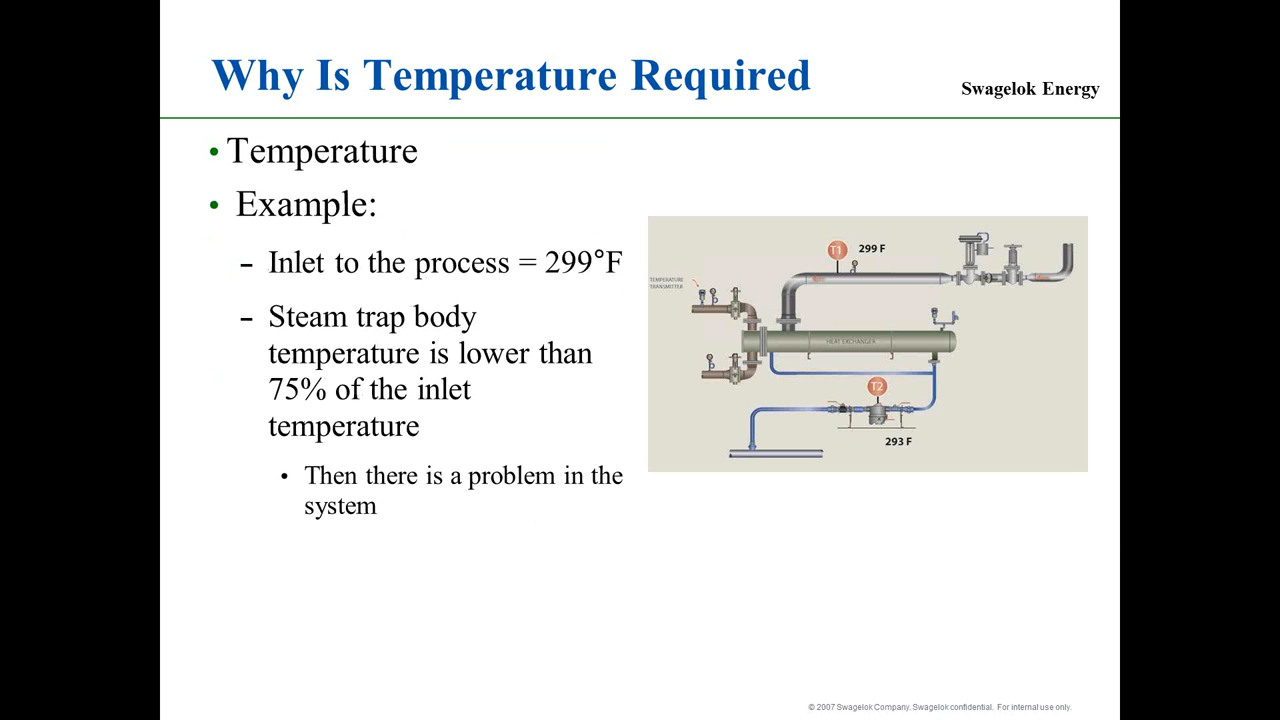 Why Is Temperature Required
Swagelok Energy
• Temperature
• Example:
– Inlet to the process = 299°F
– Steam trap body
temperature is lower than
75% of the inlet
temperature
• Then there is a problem in the
system
T1
299 F
TEMPERATURE
TRANSMITTER
HEAT EXCHANGER
T2
293 F
© 2007 Swagelok Company. Swagelok confidential. For internal use only.